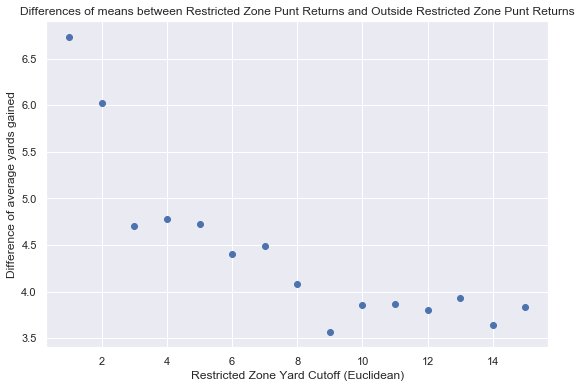 Differences of means between Restricted Zone Punt Returns and Outside Restricted Zone Punt Returns
Difference of average yards gained
6.5
6.0
5.5
5.0
4.5
4.0
3.5
2 4 6 8 10 12 14
Restricted Zone Yard Cutoff (Euclidean)